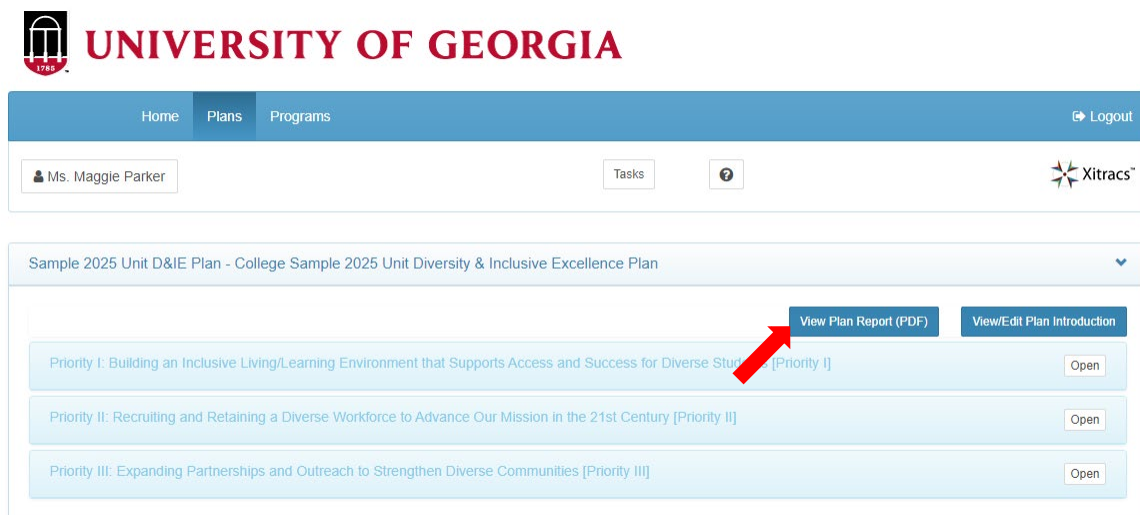 1785
UNIVERSITY OF GEORGIA
Home Plans Programs Logout
Ms. Maggie Parker Tasks ? Xitracs™
Sample 2025 Unit D&IE Plan - College Sample 2025 Unit Diversity & Inclusive Excellence Plan
View Plan Report (PDF) View/Edit Plan Introduction
Priority I: Building an Inclusive Living/Learning Environment that Supports Access and Success for Diverse [Priority I] Open
Priority II: Recruiting and Retaining a Diverse Workforce to Advance Our Mission in the 21st Century [Priority II] Open
Priority III: Expanding Partnerships and Outreach to Strengthen Diverse Communities [Priority III] Open